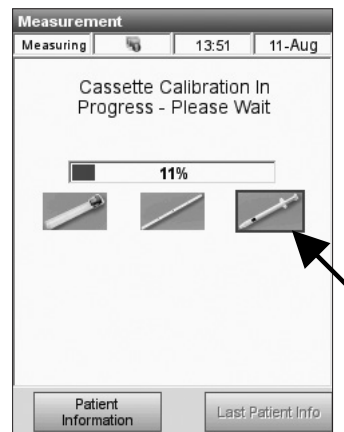 Measurement
Measuring 13:51 11-Aug
Cassette Calibration In
Progress - Please Wait
11%
Patient
Information
Last Patient Info